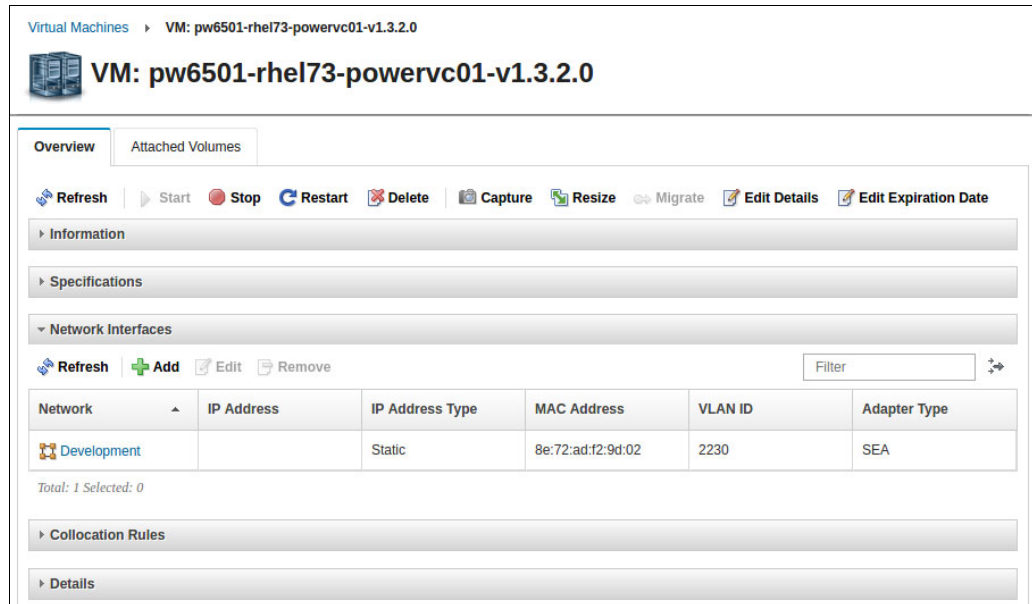 Virtual Machines VM: pw6501-rhel73-powervc01-v1.3.2.0
VM: pw6501-rhel73-powervc01-v1.3.2.0
Overview Attached Volumes
Refresh Start Stop Restart Delete Capture Resize Migrate Edit Details Edit Expiration Date
Information
Specifications
Network Interfaces
Refresh Add Edit Remove Filter
Network IP Address IP Address Type MAC Address VLAN ID Adapter Type
Development Static 8e:72:ad:f2:9d:02 2230 SEA
Total: 1 Selected: 0
Collocation Rules
Details